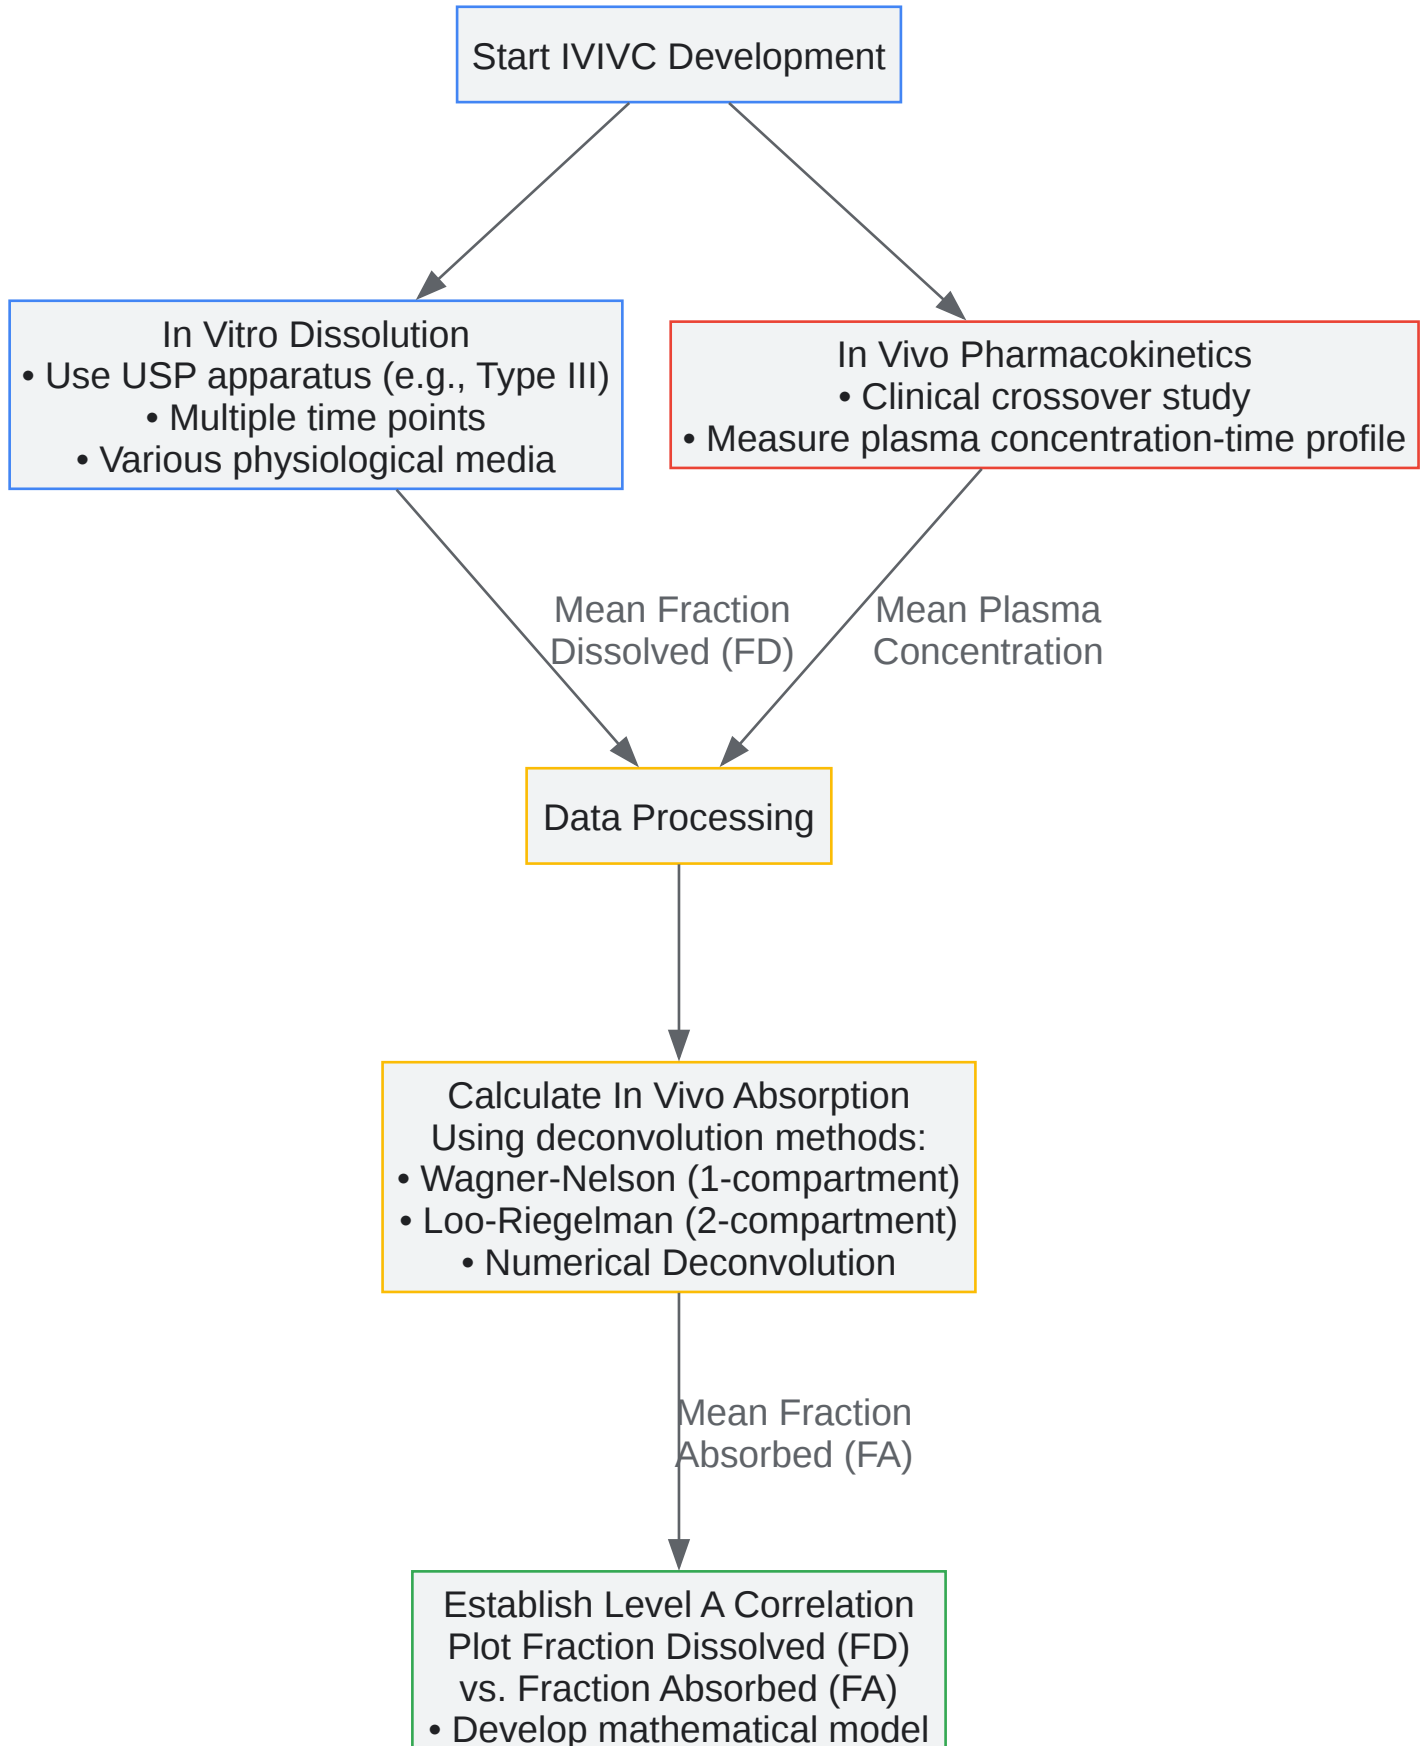 Start IVIVC Development
In Vitro Dissolution
• Use USP apparatus (e.g., Type III)
• Multiple time points
• Various physiological media
In Vivo Pharmacokinetics
• Clinical crossover study
• Measure plasma concentration-time profile
Mean Fraction
Dissolved (FD)
Mean Plasma
Concentration
Data Processing
Calculate In Vivo Absorption
Using deconvolution methods:
• Wagner-Nelson (1-compartment)
• Loo-Riegelman (2-compartment)
• Numerical Deconvolution
Mean Fraction
Absorbed (FA)
Establish Level A Correlation
Plot Fraction Dissolved (FD)
vs. Fraction Absorbed (FA)
• Develop mathematical model